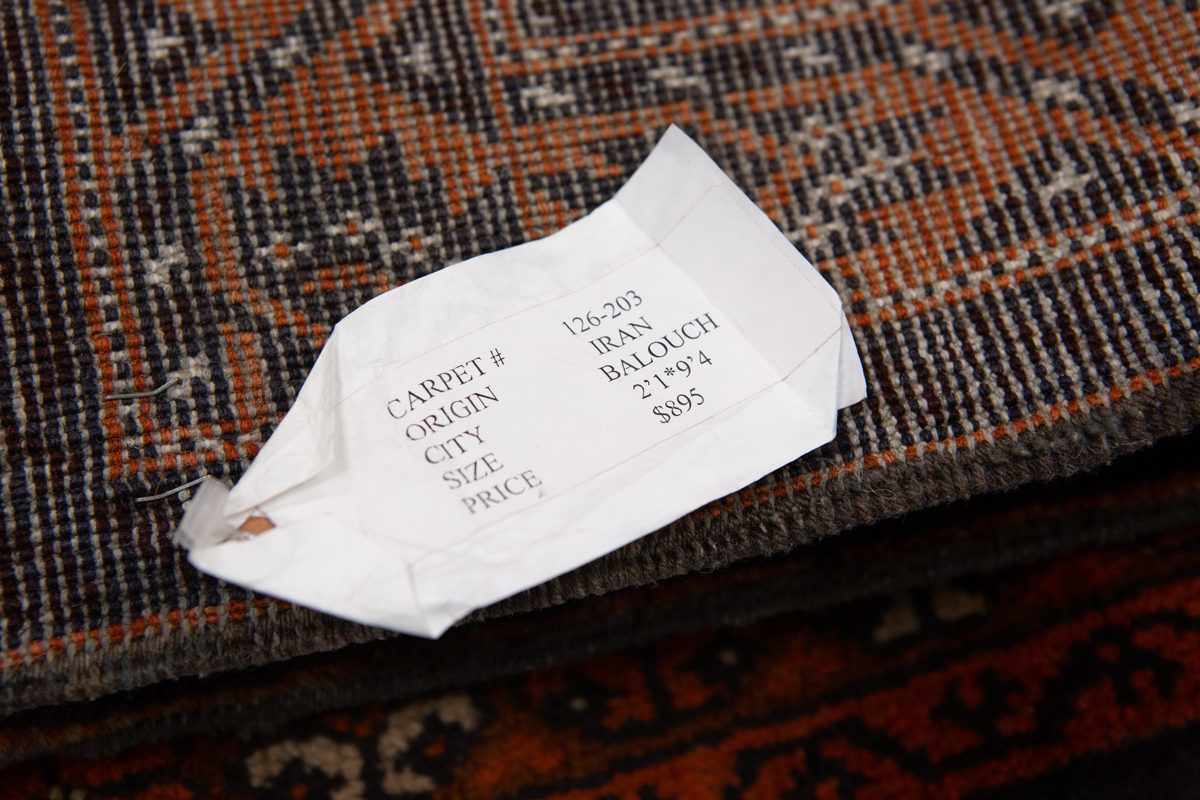 CARPET # 126-203
ORIGIN IRAN
CITY BALOUCH
SIZE 2'1*9'4
PRICE $895